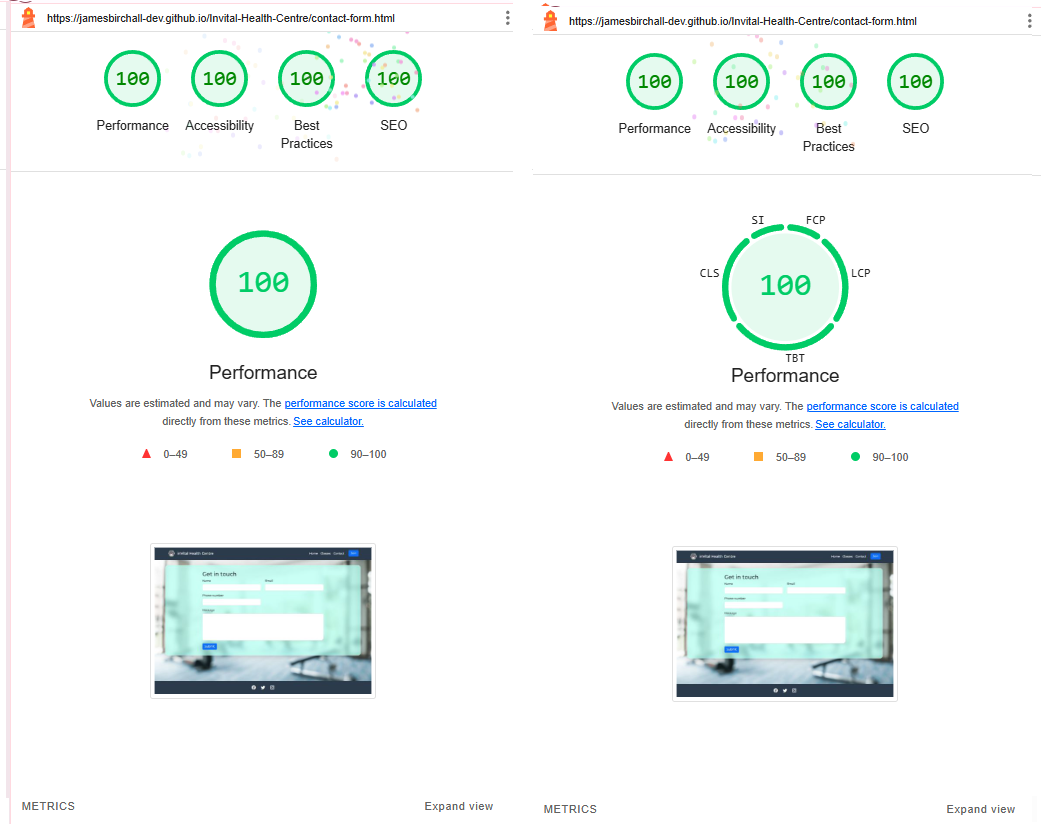 https://jamesbirchall-dev.github.io/Invital-Health-Centre/contact-form.html
100 100 100 100
Performance Accessibility Best Practices SEO
100
Performance
Values are estimated and may vary. The performance score is calculated
directly from these metrics. See calculator.
0–49 50–89 90–100
Invital Health Centre Home Contact
Get in touch
Name Email
Phone number
Message
METRICS Expand view
https://jamesbirchall-dev.github.io/Invital-Health-Centre/contact-form.html
100 100 100 100
Performance Accessibility Best Practices SEO
SI FCP
CLS LCP
100
TBT
Performance
Values are estimated and may vary. The performance score is calculated
directly from these metrics. See calculator.
0–49 50–89 90–100
Invital Health Centre Home Contact
Get in touch
Name Email
Phone number
Message
METRICS Expand view